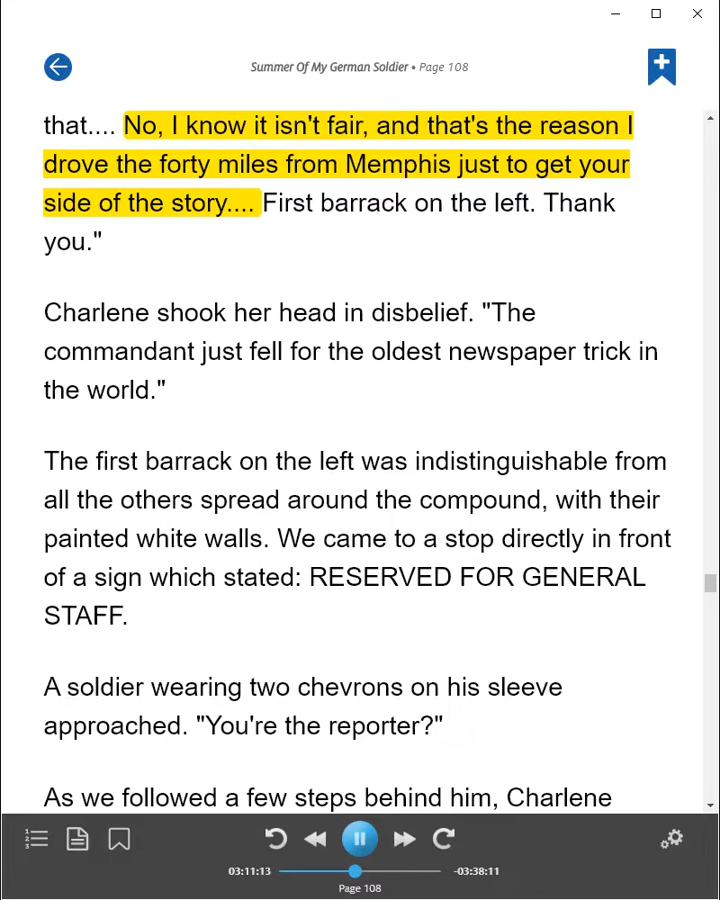 Summer Of My German Soldier • Page 108
that.... No, I know it isn't fair, and that's the reason I
drove the forty miles from Memphis just to get your
side of the story.... First barrack on the left. Thank
you."
Charlene shook her head in disbelief. "The
commandant just fell for the oldest newspaper trick in
the world."
The first barrack on the left was indistinguishable from
all the others spread around the compound, with their
painted white walls. We came to a stop directly in front
of a sign which stated: RESERVED FOR GENERAL
STAFF.
A soldier wearing two chevrons on his sleeve
approached. "You're the reporter?"
As we followed a few steps behind him, Charlene
1
2
3
03:11:13
-03:38:11
Page 108